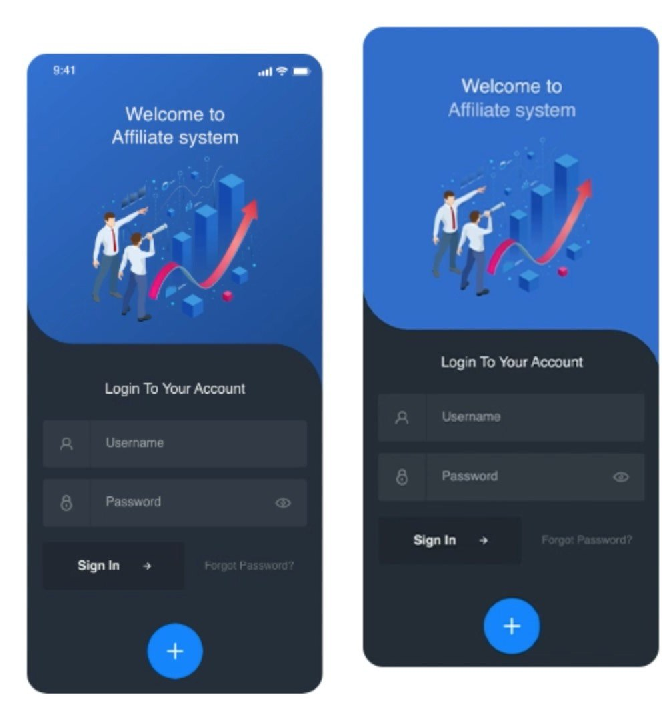 9:41
Welcome to
Affiliate system
Login To Your Account
Username
Password
Sign In
Forgot Password?
Welcome to
Affiliate system
Login To Your Account
Username
Password
Sign In
Forgot Password?